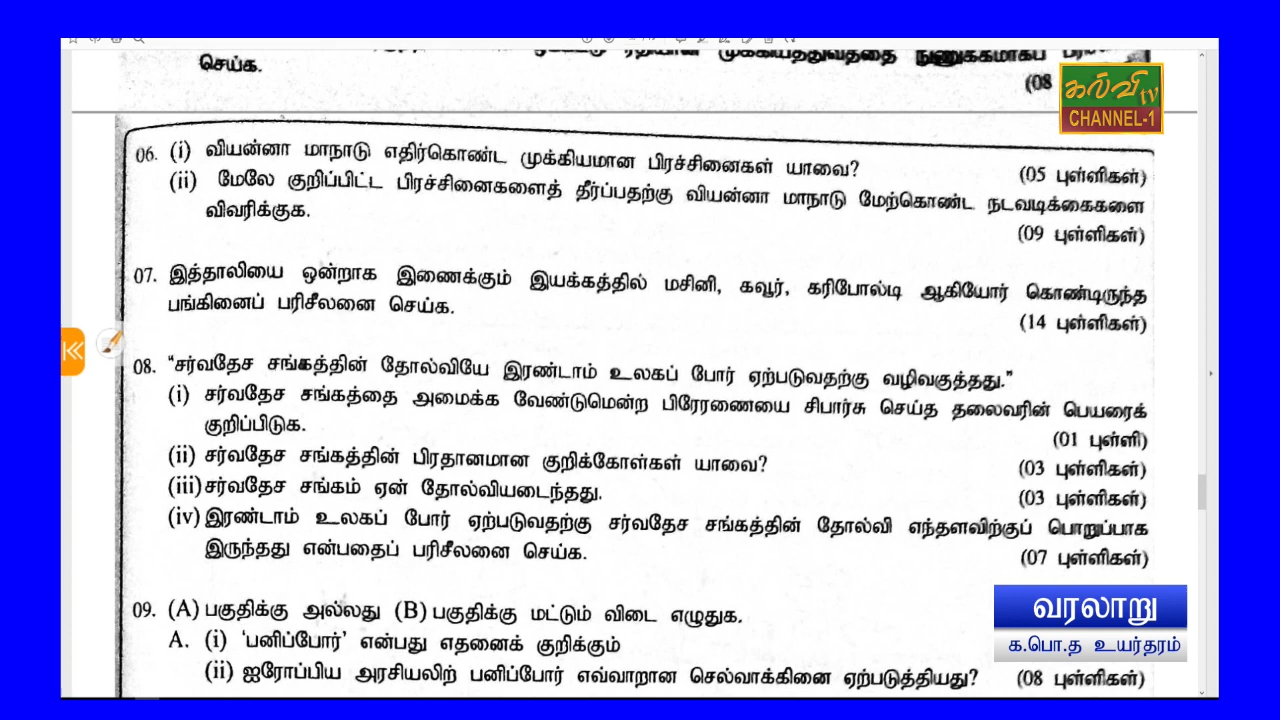 முக்கியத்துவத்தை நுணுக்கமாகப்
செய்க.
(08
கல்வி TV
CHANNEL-1
06. (i) வியன்னா மாநாடு எதிர்கொண்ட முக்கியமான பிரச்சினைகள் யாவை? (05 புள்ளிகள்)
(ii) மேலே குறிப்பிட்ட பிரச்சினைகளைத் தீர்ப்பதற்கு வியன்னா மாநாடு மேற்கொண்ட நடவடிக்கைகளை
விவரிக்குக.
(09 புள்ளிகள்)
07. இத்தாலியை ஒன்றாக இணைக்கும் இயக்கத்தில் மசினி, கவூர், கரிபோல்டி ஆகியோர் கொண்டிருந்த
பங்கினைப் பரிசீலனை செய்க.
(14 புள்ளிகள்)
08. “சர்வதேச சங்கத்தின் தோல்வியே இரண்டாம் உலகப் போர் ஏற்படுவதற்கு வழிவகுத்தது.”
(i) சர்வதேச சங்கத்தை அமைக்க வேண்டுமென்ற பிரேரணையை சிபார்சு செய்த தலைவரின் பெயரைக்
குறிப்பிடுக. (01 புள்ளி)
(ii) சர்வதேச சங்கத்தின் பிரதானமான குறிக்கோள்கள் யாவை? (03 புள்ளிகள்)
(iii) சர்வதேச சங்கம் ஏன் தோல்வியடைந்தது. (03 புள்ளிகள்)
(iv) இரண்டாம் உலகப் போர் ஏற்படுவதற்கு சர்வதேச சங்கத்தின் தோல்வி எந்தளவிற்குப் பொறுப்பாக
இருந்தது என்பதைப் பரிசீலனை செய்க. (07 புள்ளிகள்)
09. (A) பகுதிக்கு அல்லது (B) பகுதிக்கு மட்டும் விடை எழுதுக.
A. (i) ‘பனிப்போர்’ என்பது எதனைக் குறிக்கும்
(ii) ஐரோப்பிய அரசியலிற் பனிப்போர் எவ்வாறான செல்வாக்கினை ஏற்படுத்தியது? (08 புள்ளிகள்)
வரலாறு
க.பொ.த உயர்தரம்